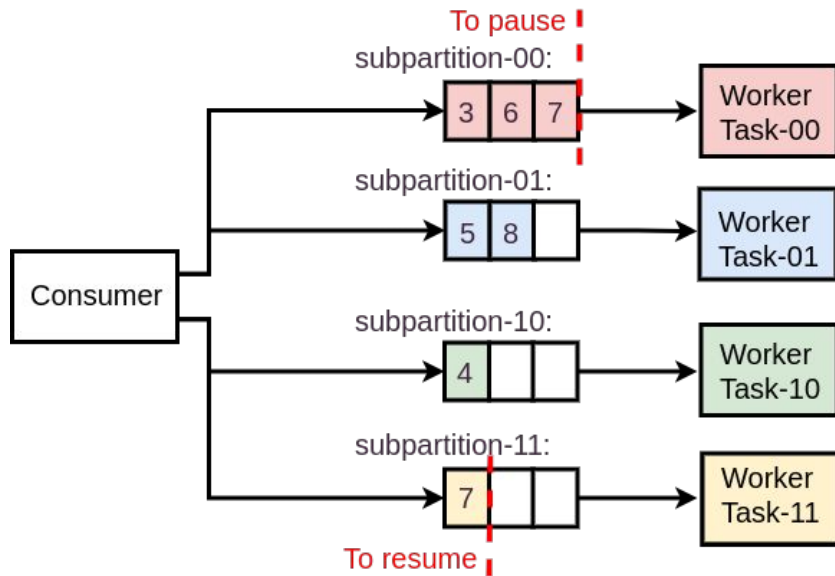 To pause
subpartition-00:
3 6 7
Worker
Task-00
subpartition-01:
5 8
Worker
Task-01
Consumer
subpartition-10:
4
Worker
Task-10
subpartition-11:
7
Worker
Task-11
To resume